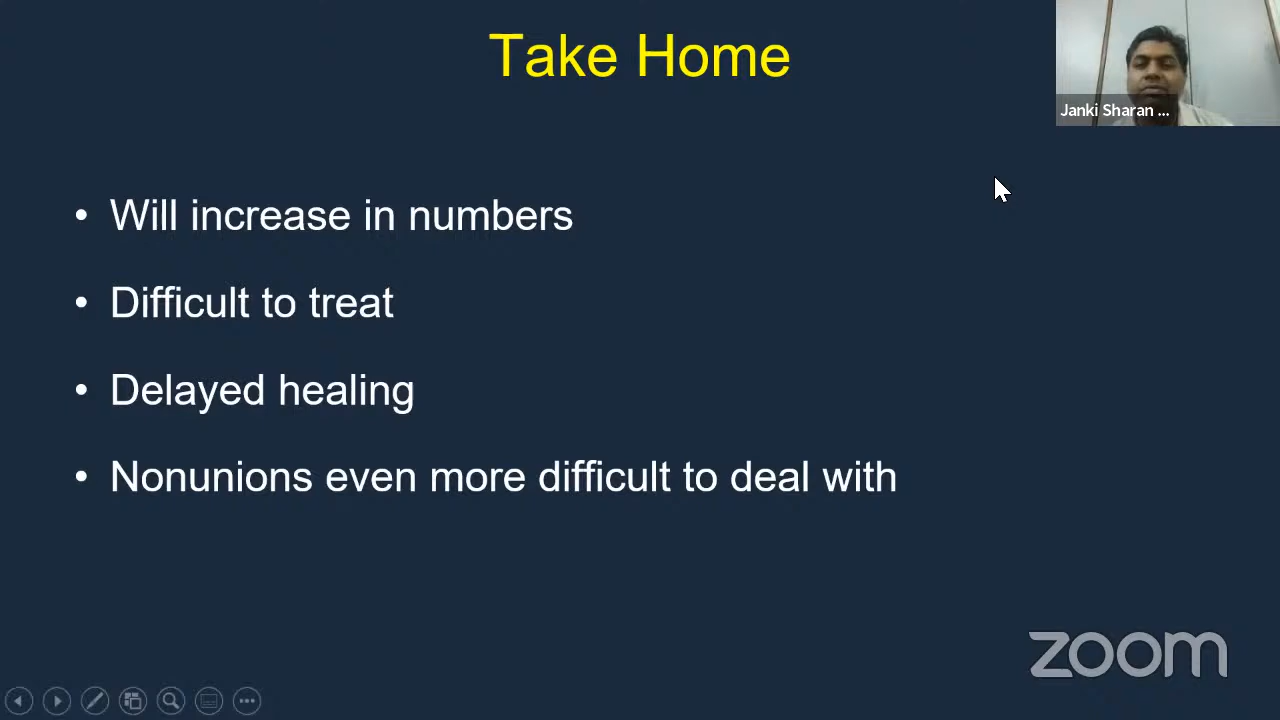 Take Home
Janki Sharan ...
• Will increase in numbers
• Difficult to treat
• Delayed healing
• Nonunions even more difficult to deal with
zoom